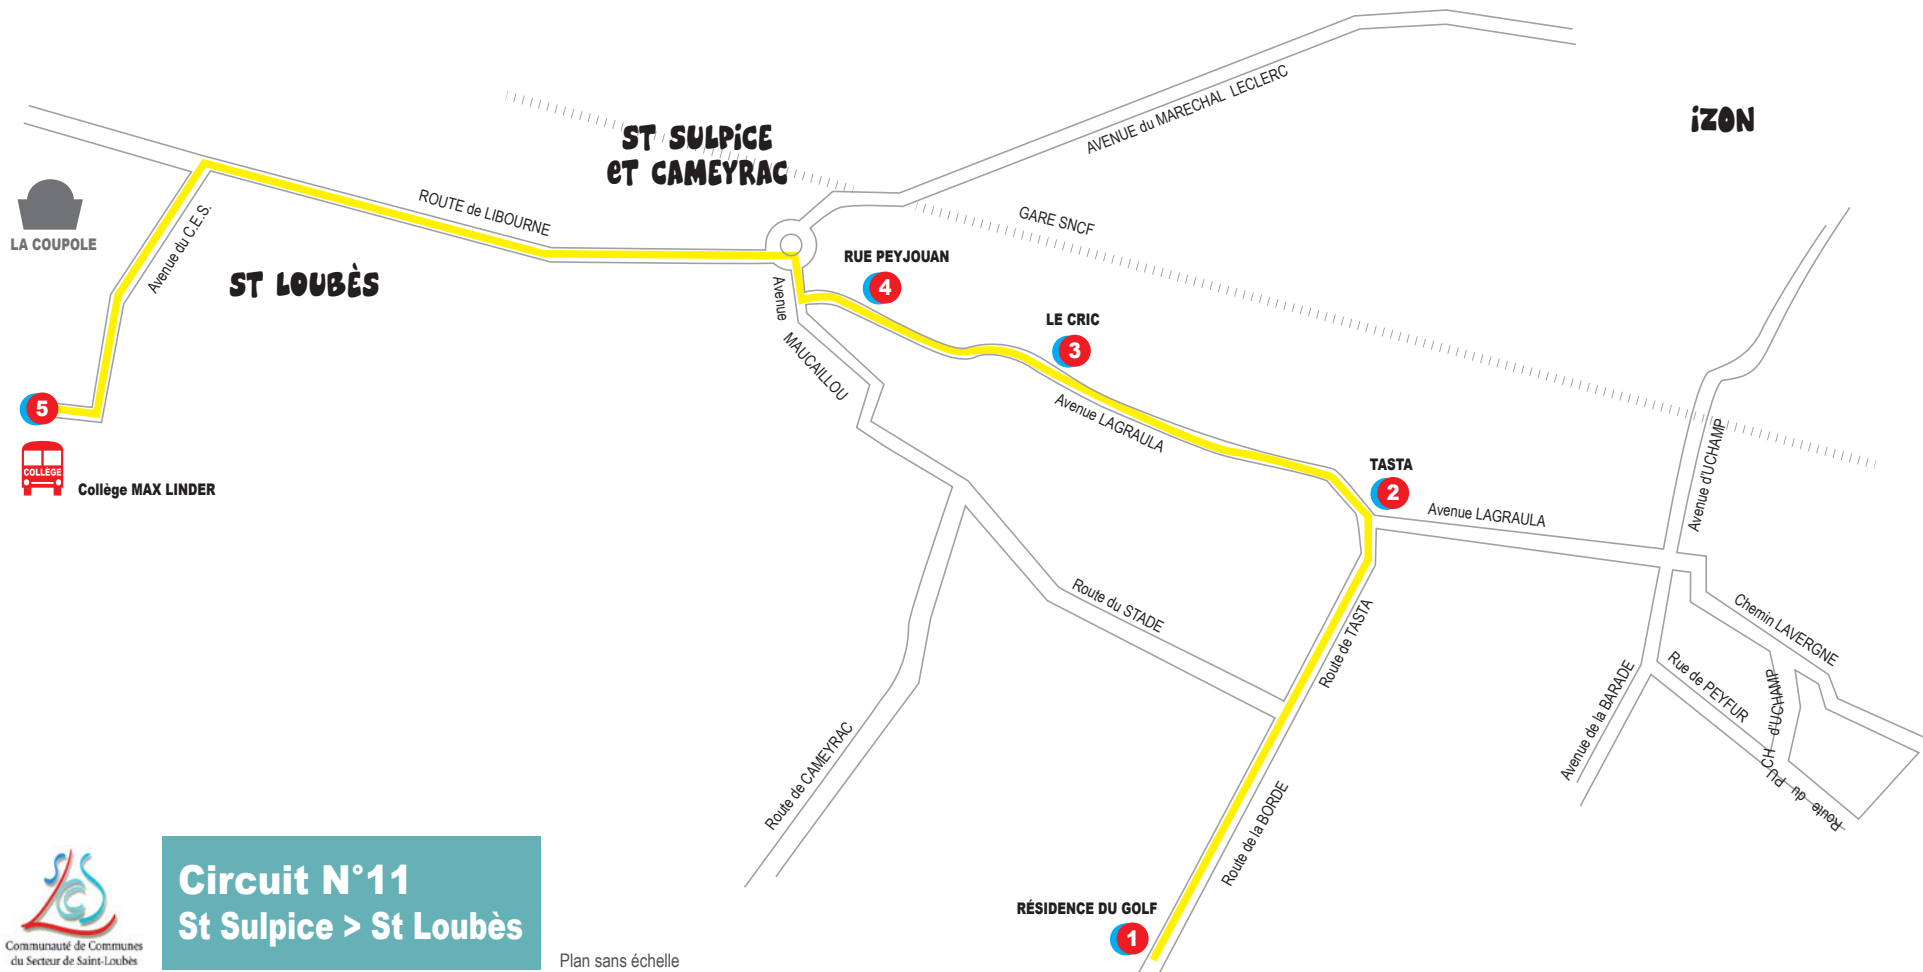 AVENUE du MARECHAL LECLERC
iZON
ST SULPiCE
eT CAMEYRAC
ROUTE de LIBOURNE
GARE SNCF
LA COUPOLE
Avenue du C.E.S.
ST LOUBÈS
RUE PEYJOUAN
4
Avenue
MAUCAILLOU
LE CRIC
3
Avenue LAGRAULA
5
COLLÈGE
Collège MAX LINDER
TASTA
2
Avenue LAGRAULA
Avenue d'UCHAMP
Route du STADE
Route de TASTA
Chemin LAVERGNE
Rue de PEYFUR
Avenue de la BARADE
Route du PUCH d'UCHAMP
Route de CAMEYRAC
Route de la BORDE
RÉSIDENCE DU GOLF
1
Communauté de Communes
du Secteur de Saint-Loubès
Circuit N°11
St Sulpice > St Loubès
Plan sans échelle